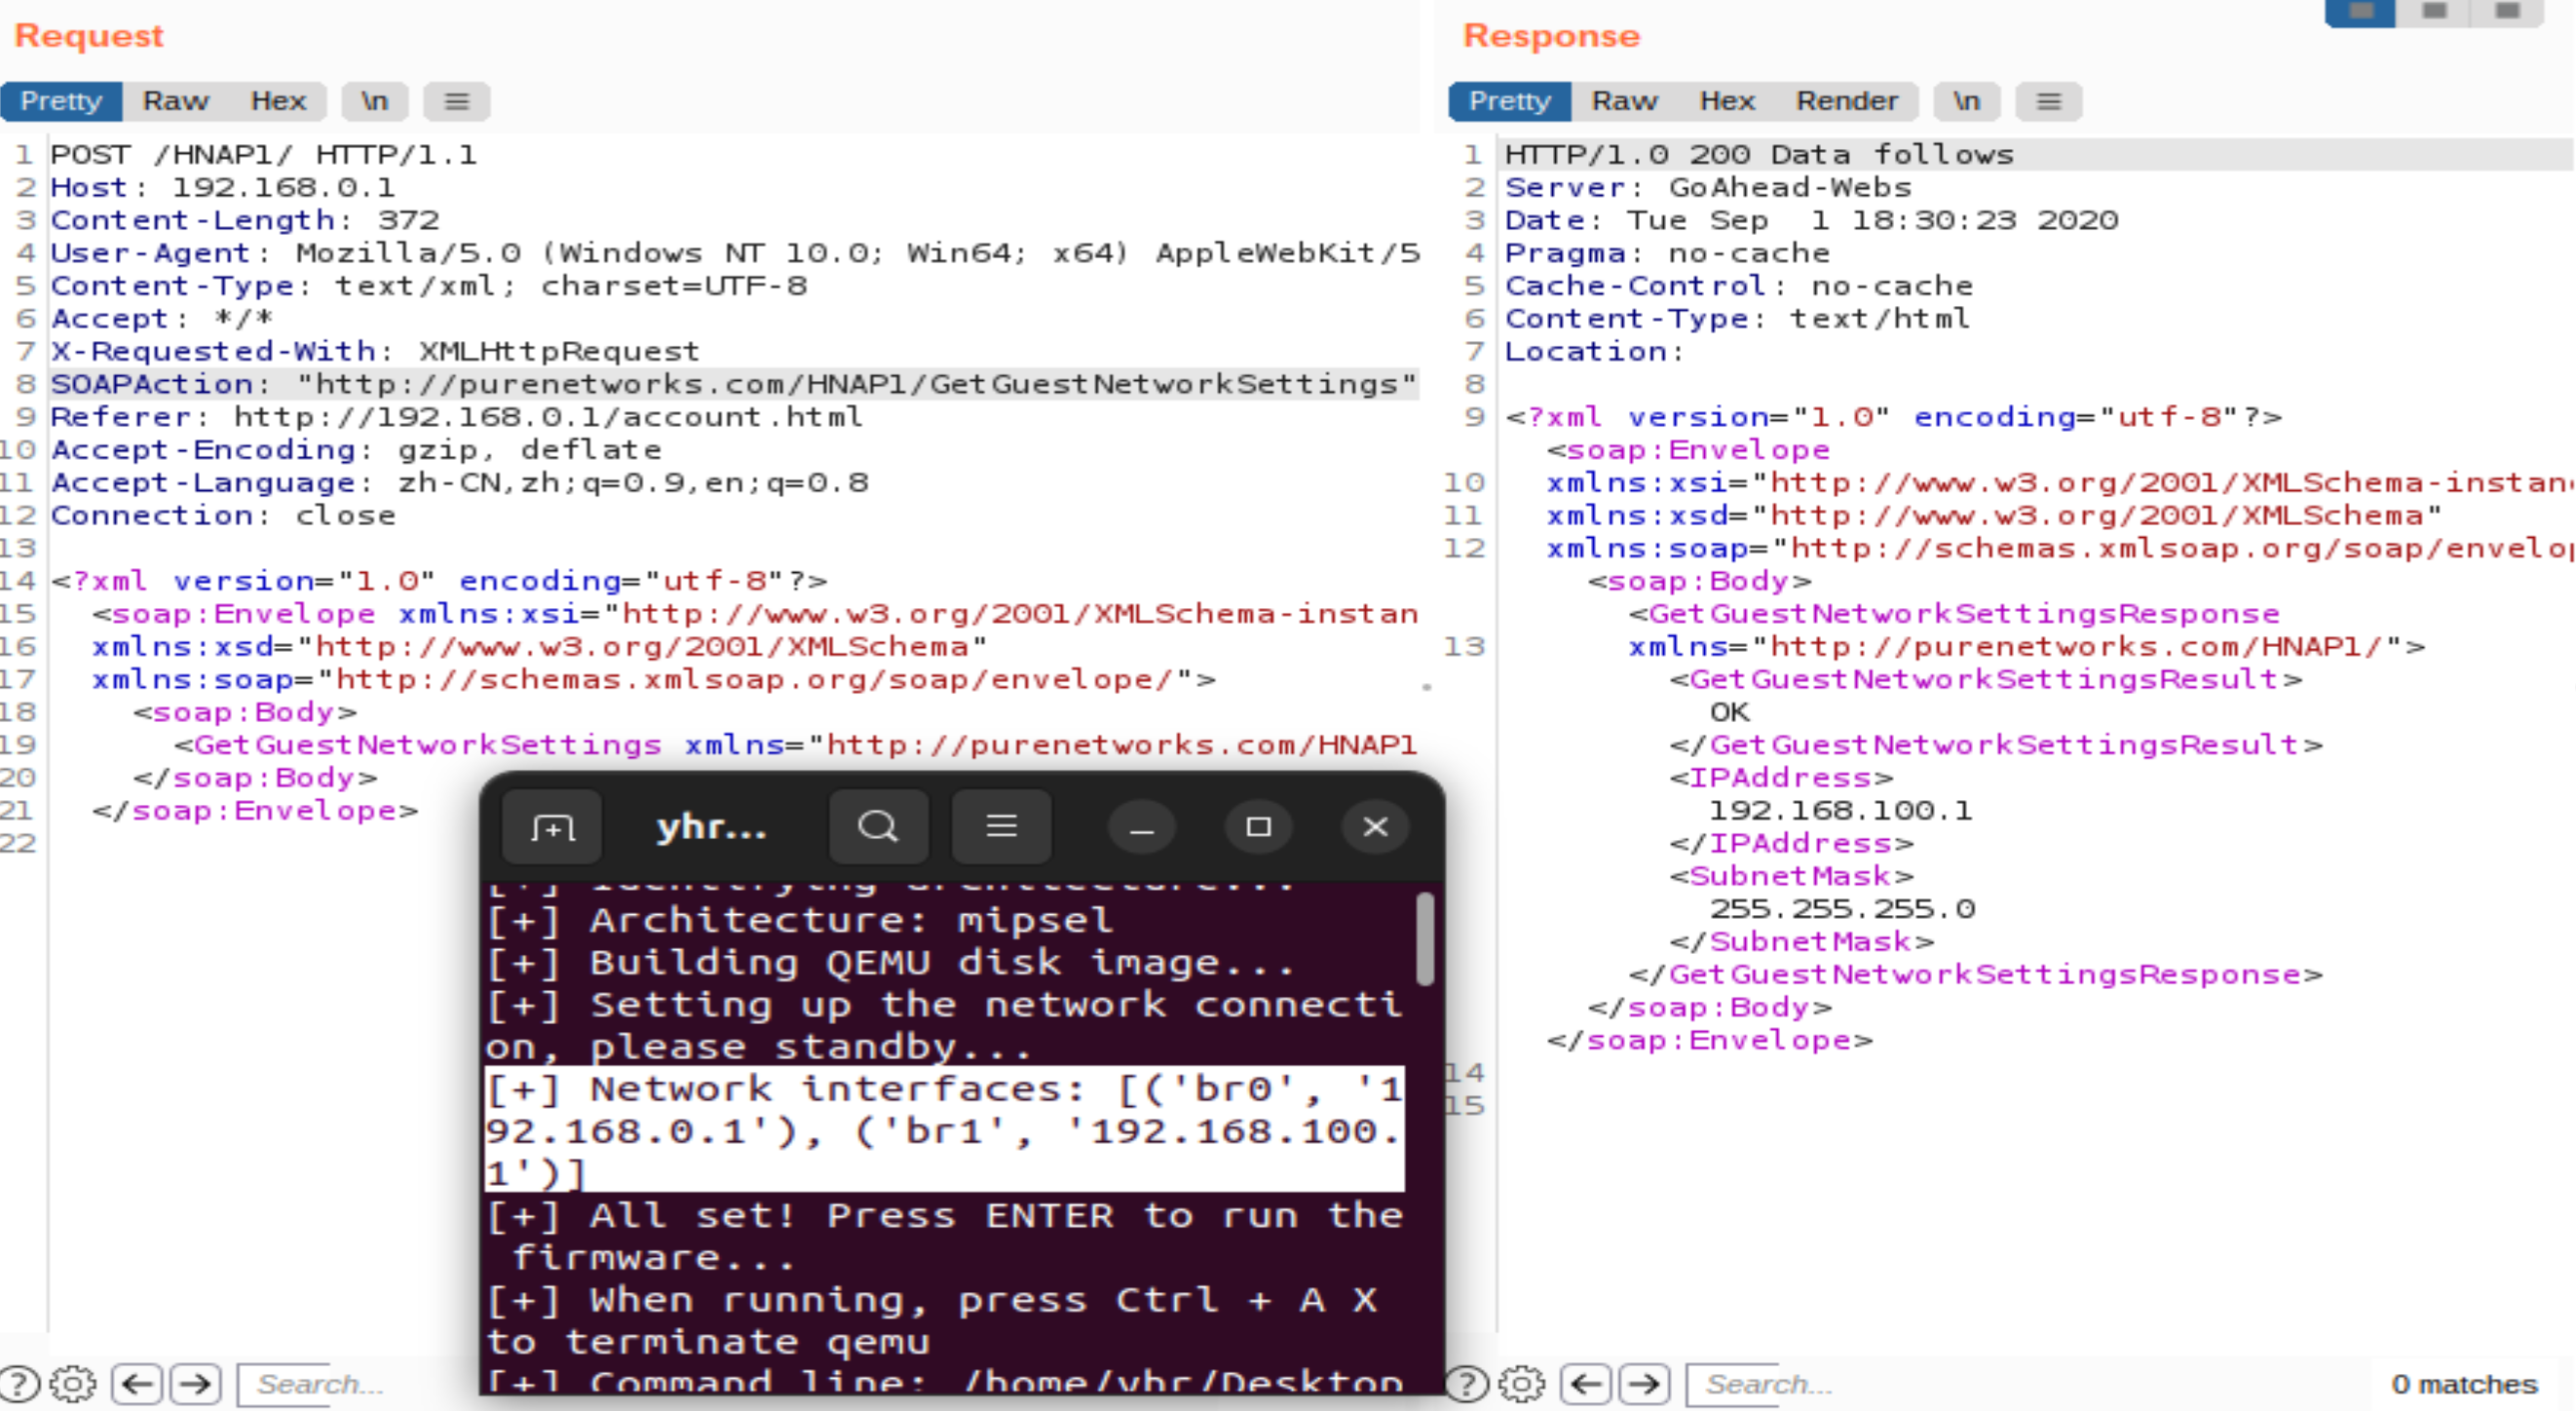 Request
Pretty Raw Hex \n
1 POST /HNAP1/ HTTP/1.1
2 Host: 192.168.0.1
3 Content-Length: 372
4 User-Agent: Mozilla/5.0 (Windows NT 10.0; Win64; x64) AppleWebKit/5
5 Content-Type: text/xml; charset=UTF-8
6 Accept: */*
7 X-Requested-With: XMLHttpRequest
8 SOAPAction: "http://purenetworks.com/HNAP1/GetGuestNetworkSettings"
9 Referer: http://192.168.0.1/account.html
10 Accept-Encoding: gzip, deflate
11 Accept-Language: zh-CN,zh;q=0.9,en;q=0.8
12 Connection: close
13
14 <?xml version="1.0" encoding="utf-8"?>
15 <soap:Envelope xmlns:xsi="http://www.w3.org/2001/XMLSchema-instan
16 xmlns:xsd="http://www.w3.org/2001/XMLSchema"
17 xmlns:soap="http://schemas.xmlsoap.org/soap/envelope/">
18 <soap:Body>
19 <GetGuestNetworkSettings xmlns="http://purenetworks.com/HNAP1
20 </soap:Body>
21 </soap:Envelope>
22
Search...
yhr...
[+] Identifying architecture...
[+] Architecture: mipsel
[+] Building QEMU disk image...
[+] Setting up the network connecti
on, please standby...
[+] Network interfaces: [('br0', '1
92.168.0.1'), ('br1', '192.168.100.
1')]
[+] All set! Press ENTER to run the
firmware...
[+] When running, press Ctrl + A X
to terminate qemu
[+] Command line: /home/yhr/Desktop
Response
Pretty Raw Hex Render \n
1 HTTP/1.0 200 Data follows
2 Server: GoAhead-Webs
3 Date: Tue Sep  1 18:30:23 2020
4 Pragma: no-cache
5 Cache-Control: no-cache
6 Content-Type: text/html
7 Location:
8
9 <?xml version="1.0" encoding="utf-8"?>
<soap:Envelope
10 xmlns:xsi="http://www.w3.org/2001/XMLSchema-instan
11 xmlns:xsd="http://www.w3.org/2001/XMLSchema"
12 xmlns:soap="http://schemas.xmlsoap.org/soap/envelop
<soap:Body>
<GetGuestNetworkSettingsResponse
13 xmlns="http://purenetworks.com/HNAP1/">
<GetGuestNetworkSettingsResult>
OK
</GetGuestNetworkSettingsResult>
<IPAddress>
192.168.100.1
</IPAddress>
<SubnetMask>
255.255.255.0
</SubnetMask>
</GetGuestNetworkSettingsResponse>
</soap:Body>
</soap:Envelope>
14
15
Search...
0 matches